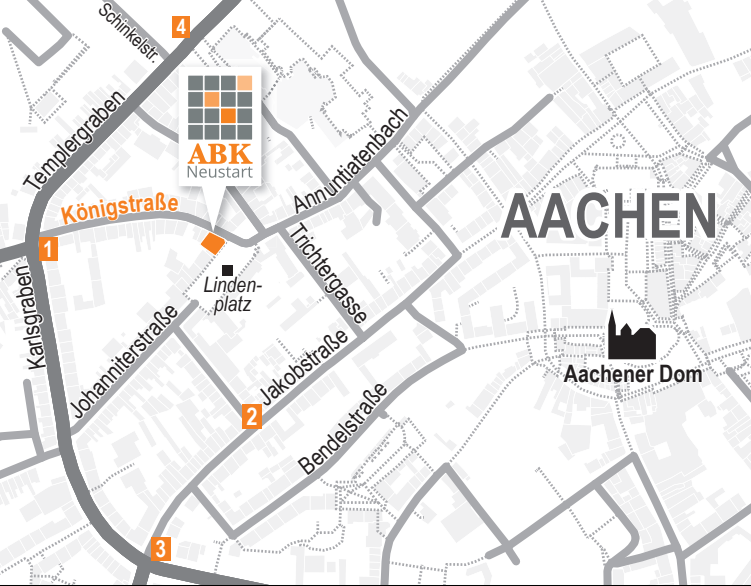 4
Schinkelstr.
Templergraben
ABK
Neustart
Annuntiatenbach
Königstraße
AACHEN
1
Trichtergasse
Linden-
platz
Karlsgraben
Johanniterstraße
Jakobstraße
Aachener Dom
2
Bendelstraße
3